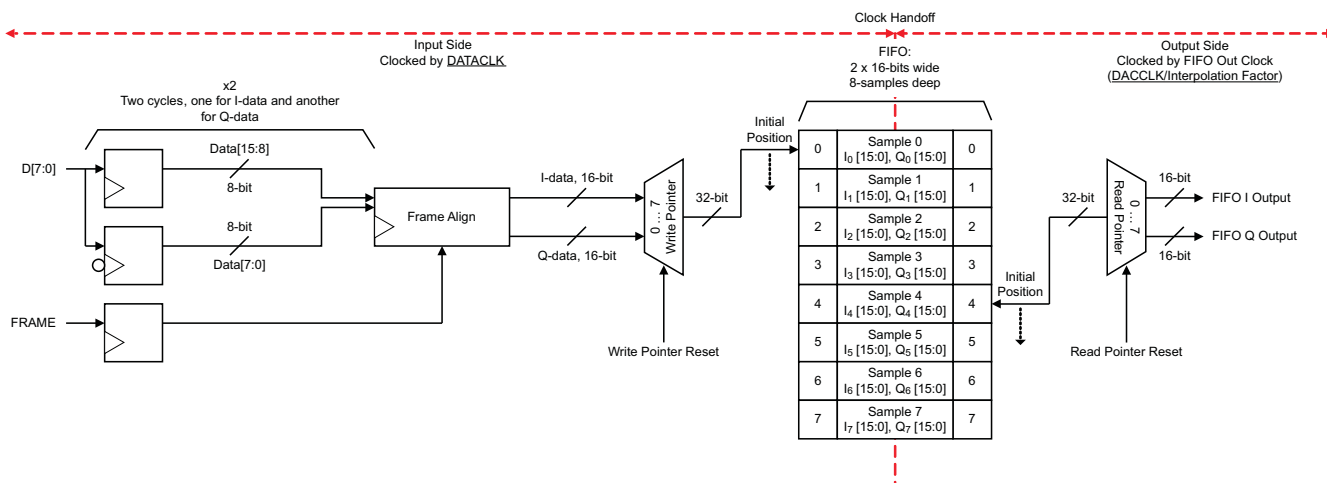 Clock Handoff
Input Side
Clocked by DATACLK
FIFO:
2 x 16-bits wide
8-samples deep
Output Side
Clocked by FIFO Out Clock
(DACCLK/Interpolation Factor)
x2
Two cycles, one for I-data and another
for Q-data
D[7:0]
Data[15:8]
8-bit
8-bit
Data[7:0]
FRAME
Frame Align
I-data, 16-bit
Q-data, 16-bit
0 … 7
Write Pointer
Write Pointer Reset
32-bit
Initial
Position
0
Sample 0
I0 [15:0], Q0 [15:0]
0
1
Sample 1
I1 [15:0], Q1 [15:0]
1
2
Sample 2
I2 [15:0], Q2 [15:0]
2
3
Sample 3
I3 [15:0], Q3 [15:0]
3
4
Sample 4
I4 [15:0], Q4 [15:0]
4
5
Sample 5
I5 [15:0], Q5 [15:0]
5
6
Sample 6
I6 [15:0], Q6 [15:0]
6
7
Sample 7
I7 [15:0], Q7 [15:0]
7
Initial
Position
32-bit
0 … 7
Read Pointer
Read Pointer Reset
16-bit
FIFO I Output
FIFO Q Output
16-bit